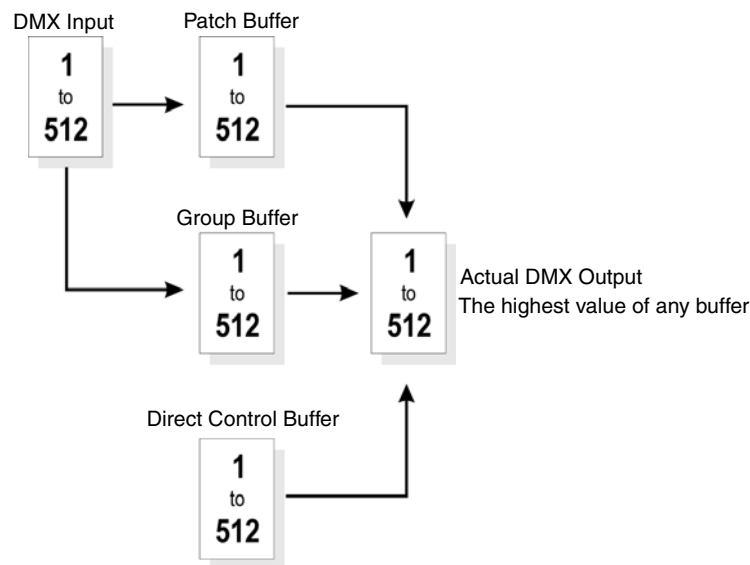 DMX Input
1
to
512
Patch Buffer
1
to
512
Group Buffer
1
to
512
1
to
512
Actual DMX Output
The highest value of any buffer
Direct Control Buffer
1
to
512